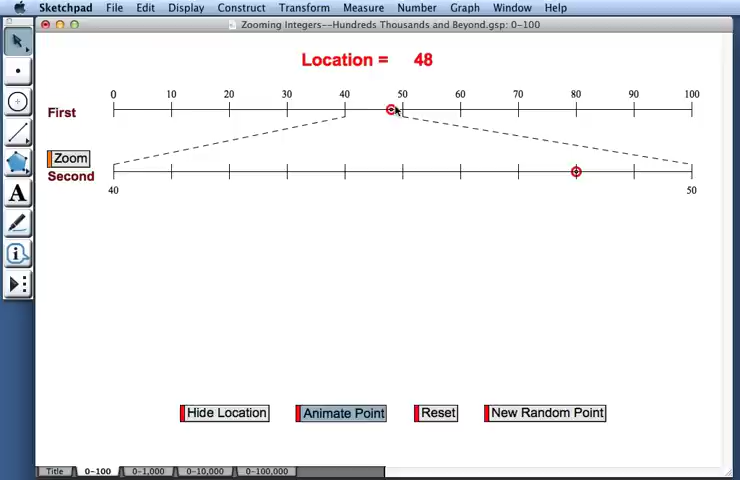 Sketchpad File Edit Display Construct Transform Measure Number Graph Window Help
Zooming Integers--Hundreds Thousands and Beyond.gsp: 0-100
Location = 48
0 10 20 30 40 50 60 70 80 90 100
First
Zoom
Second
40 50
A
Hide Location Animate Point Reset New Random Point
Title 0-100 0-1,000 0-10,000 0-100,000